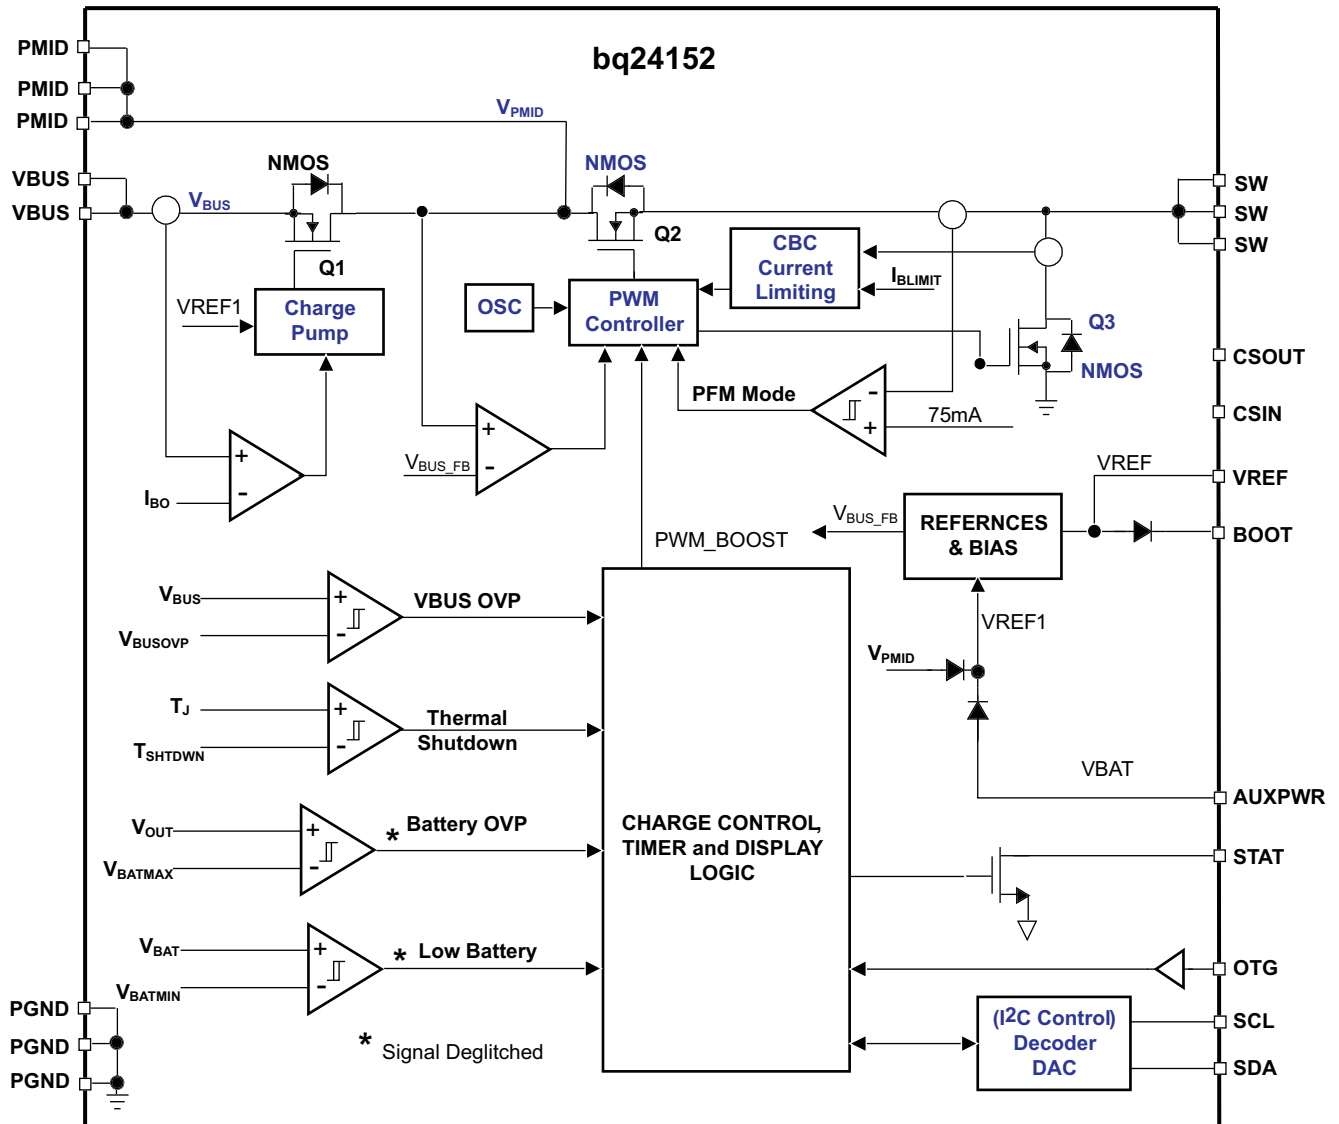 bq24152
PMID
PMID
PMID
VPMID
VBUS
VBUS
VBUS
NMOS
Q1
NMOS
Q2
SW
SW
SW
CBC
Current
Limiting
IBLIMIT
VREF1
Charge
Pump
OSC
PWM
Controller
Q3
NMOS
CSOUT
CSIN
PFM Mode
-
+
75mA
+
-
IBO
+
-
VBUS_FB
VREF
VREF
VBUS_FB
REFERNCES
& BIAS
BOOT
PWM_BOOST
VREF1
VPMID
VBAT
AUXPWR
VBUS
VBUSOVP
+
-
VBUS OVP
TJ
TSHTDWN
+
-
Thermal
Shutdown
VOUT
VBATMAX
+
-
* Battery OVP
CHARGE CONTROL,
TIMER and DISPLAY
LOGIC
STAT
VBAT
VBATMIN
+
-
* Low Battery
OTG
PGND
PGND
PGND
* Signal Deglitched
(I2C Control)
Decoder
DAC
SCL
SDA